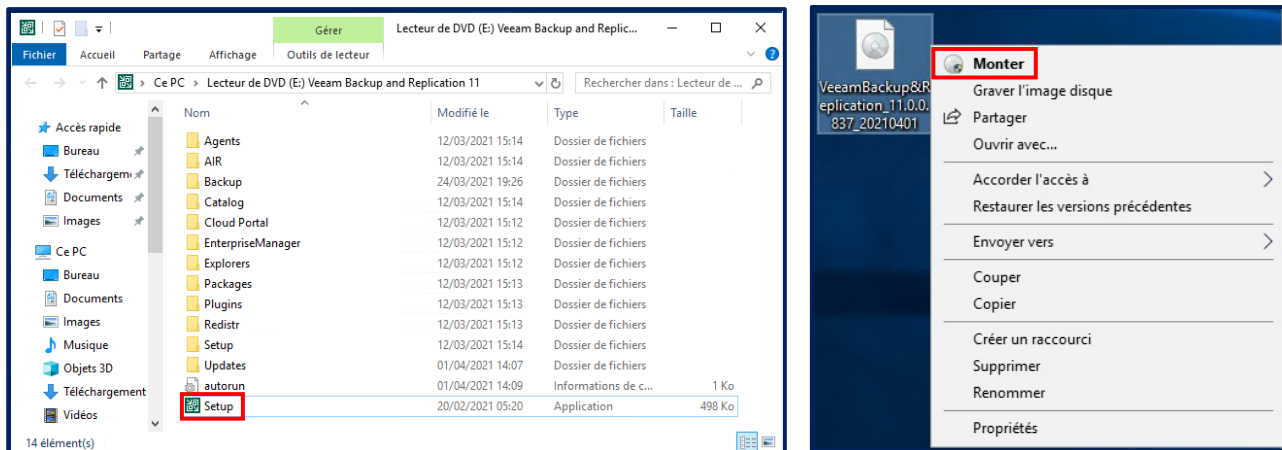 Gérer
Lecteur de DVD (E:) Veeam Backup and Replic...
Fichier Accueil Partage Affichage Outils de lecteur
Ce PC > Lecteur de DVD (E:) Veeam Backup and Replication 11
Rechercher dans : Lecteur de ...
Nom Modifié le Type Taille
Accès rapide
Bureau
Téléchargem
Documents
Images
Ce PC
Bureau
Documents
Images
Musique
Objets 3D
Téléchargement
Vidéos
Agents 12/03/2021 15:14 Dossier de fichiers
AIR 12/03/2021 15:14 Dossier de fichiers
Backup 24/03/2021 19:26 Dossier de fichiers
Catalog 12/03/2021 15:14 Dossier de fichiers
Cloud Portal 12/03/2021 15:12 Dossier de fichiers
EnterpriseManager 12/03/2021 15:12 Dossier de fichiers
Explorers 12/03/2021 15:12 Dossier de fichiers
Packages 12/03/2021 15:13 Dossier de fichiers
Plugins 12/03/2021 15:13 Dossier de fichiers
Redistr 12/03/2021 15:13 Dossier de fichiers
Setup 12/03/2021 15:14 Dossier de fichiers
Updates 01/04/2021 14:07 Dossier de fichiers
autorun 01/04/2021 14:09 Informations de c... 1 Ko
Setup 20/02/2021 05:20 Application 498 Ko
14 élément(s)
VeeamBackup&R
eplication_11.0.0.
837_20210401
Monter
Graver l'image disque
Partager
Ouvrir avec...
Accorder l'accès à
Restaurer les versions précédentes
Envoyer vers
Couper
Copier
Créer un raccourci
Supprimer
Renommer
Propriétés